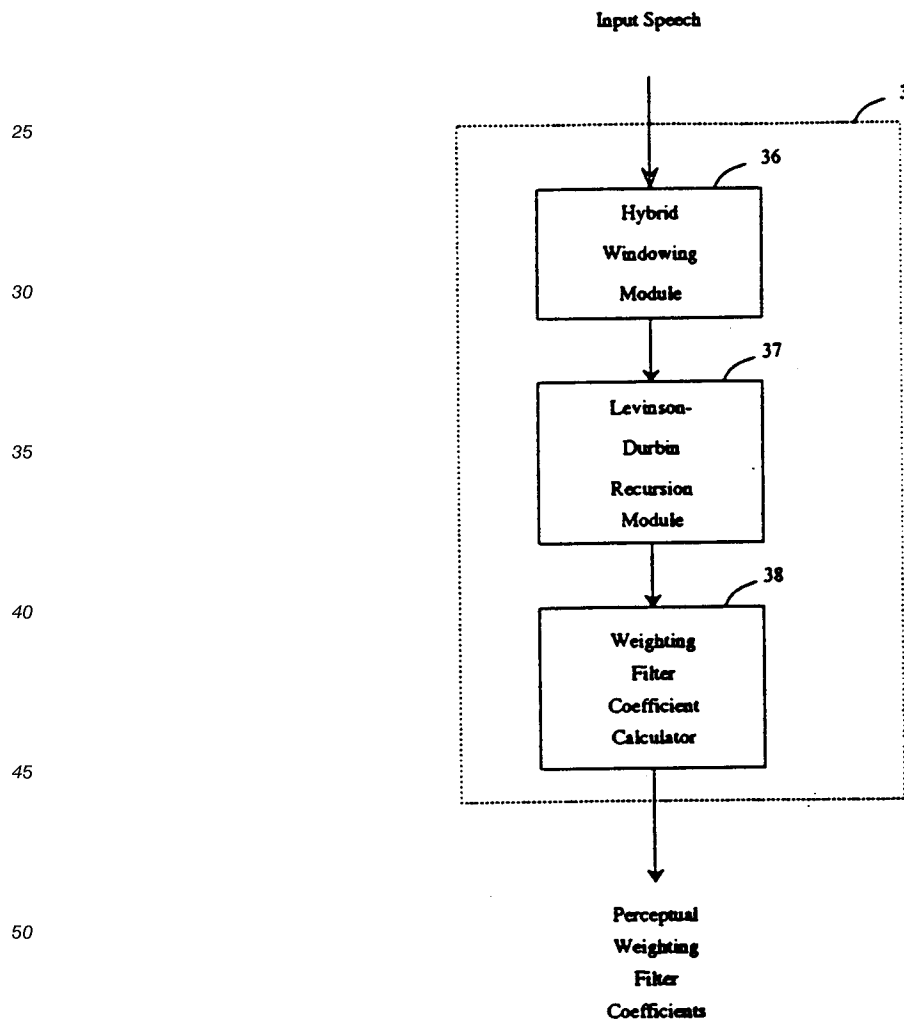 Input Speech
3
25
36
Hybrid
Windowing
30
Module
37
Levinson-
35
Durbin
Recursion
Module
38
40
Weighting
Filter
Coefficient
Calculator
45
Perceptual
50
Weighting
Filter
Coefficients